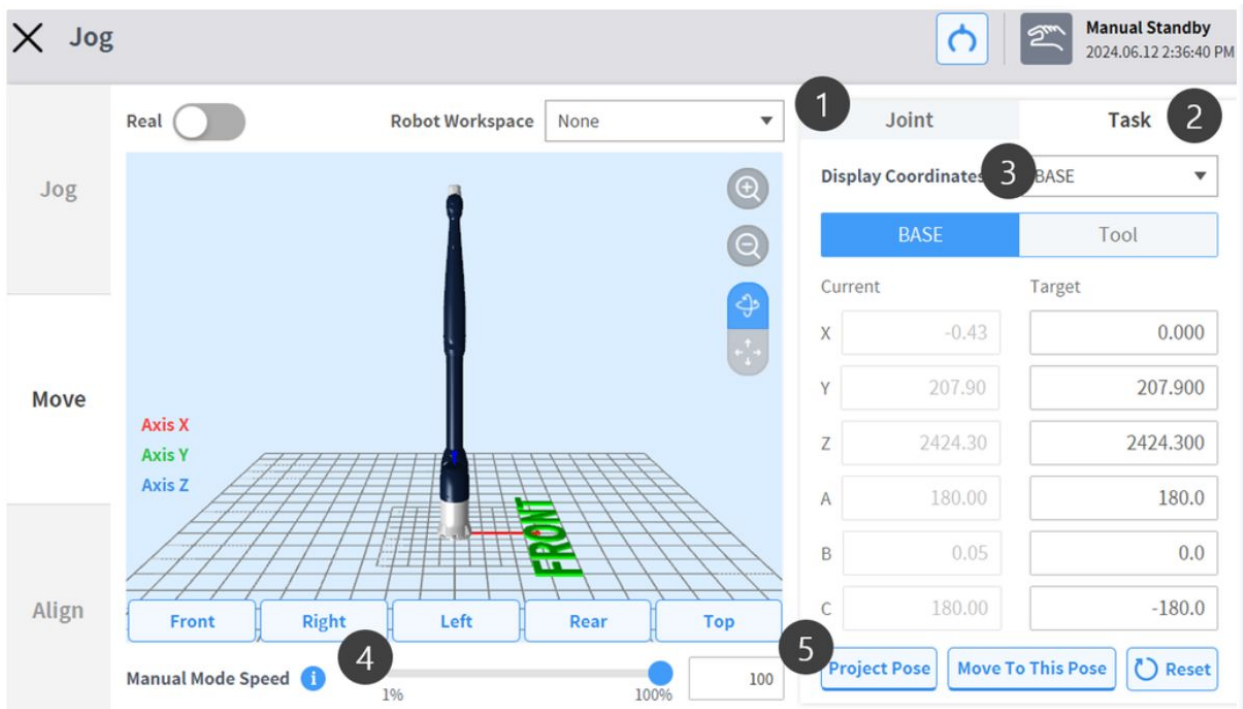 Jog
Manual Standby
2024.06.12 2:36:40 PM
Jog
Move
Align
Real
Robot Workspace
None
1
Joint
Task
2
Display Coordinates
3
BASE
BASE
Tool
Current
Target
X
-0.43
0.000
Y
207.90
207.900
Z
2424.30
2424.300
A
180.00
180.0
B
0.05
0.0
C
180.00
-180.0
Axis X
Axis Y
Axis Z
FRONT
Front
Right
Left
Rear
Top
4
Manual Mode Speed
i
1%
100%
100
5
Project Pose
Move To This Pose
Reset